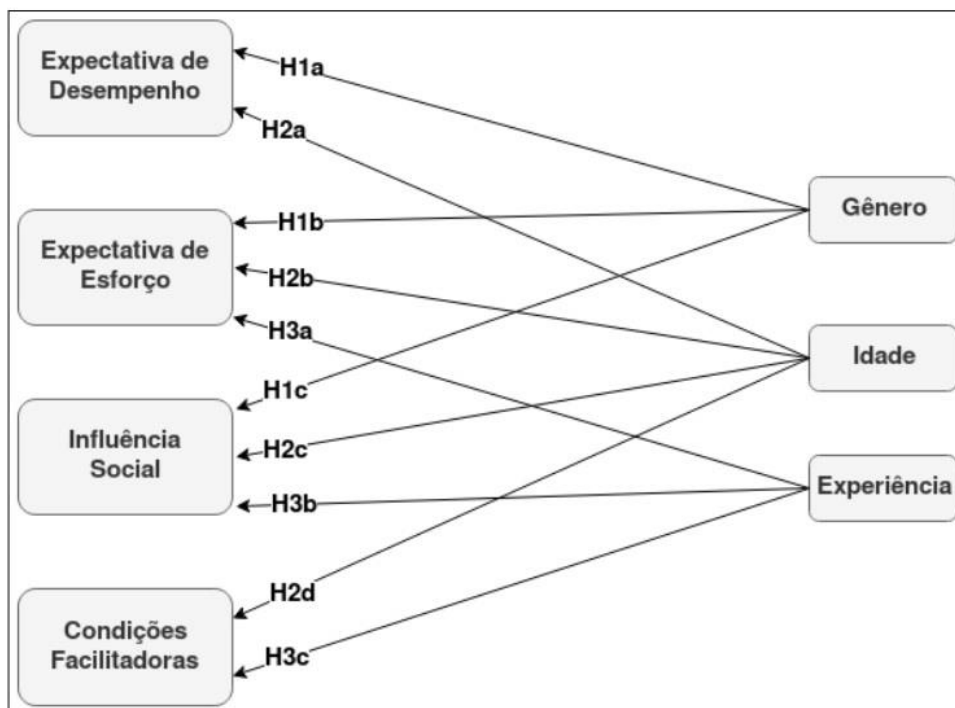 Expectativa de
Desempenho
H1a
H2a
Gênero
H1b
Expectativa de
Esforço
H2b
H3a
Idade
H1c
Influência
Social
H2c
Experiência
H3b
H2d
Condições
Facilitadoras
H3c